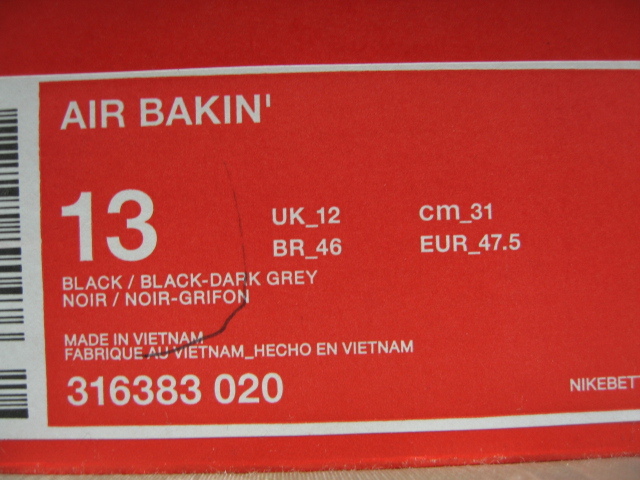 AIR BAKIN'
13
UK_12 cm_31
BR_46 EUR_47.5
BLACK / BLACK-DARK GREY
NOIR / NOIR-GRIFON
MADE IN VIETNAM
FABRIQUE AU VIETNAM_HECHO EN VIETNAM
316383 020
NIKEBETT